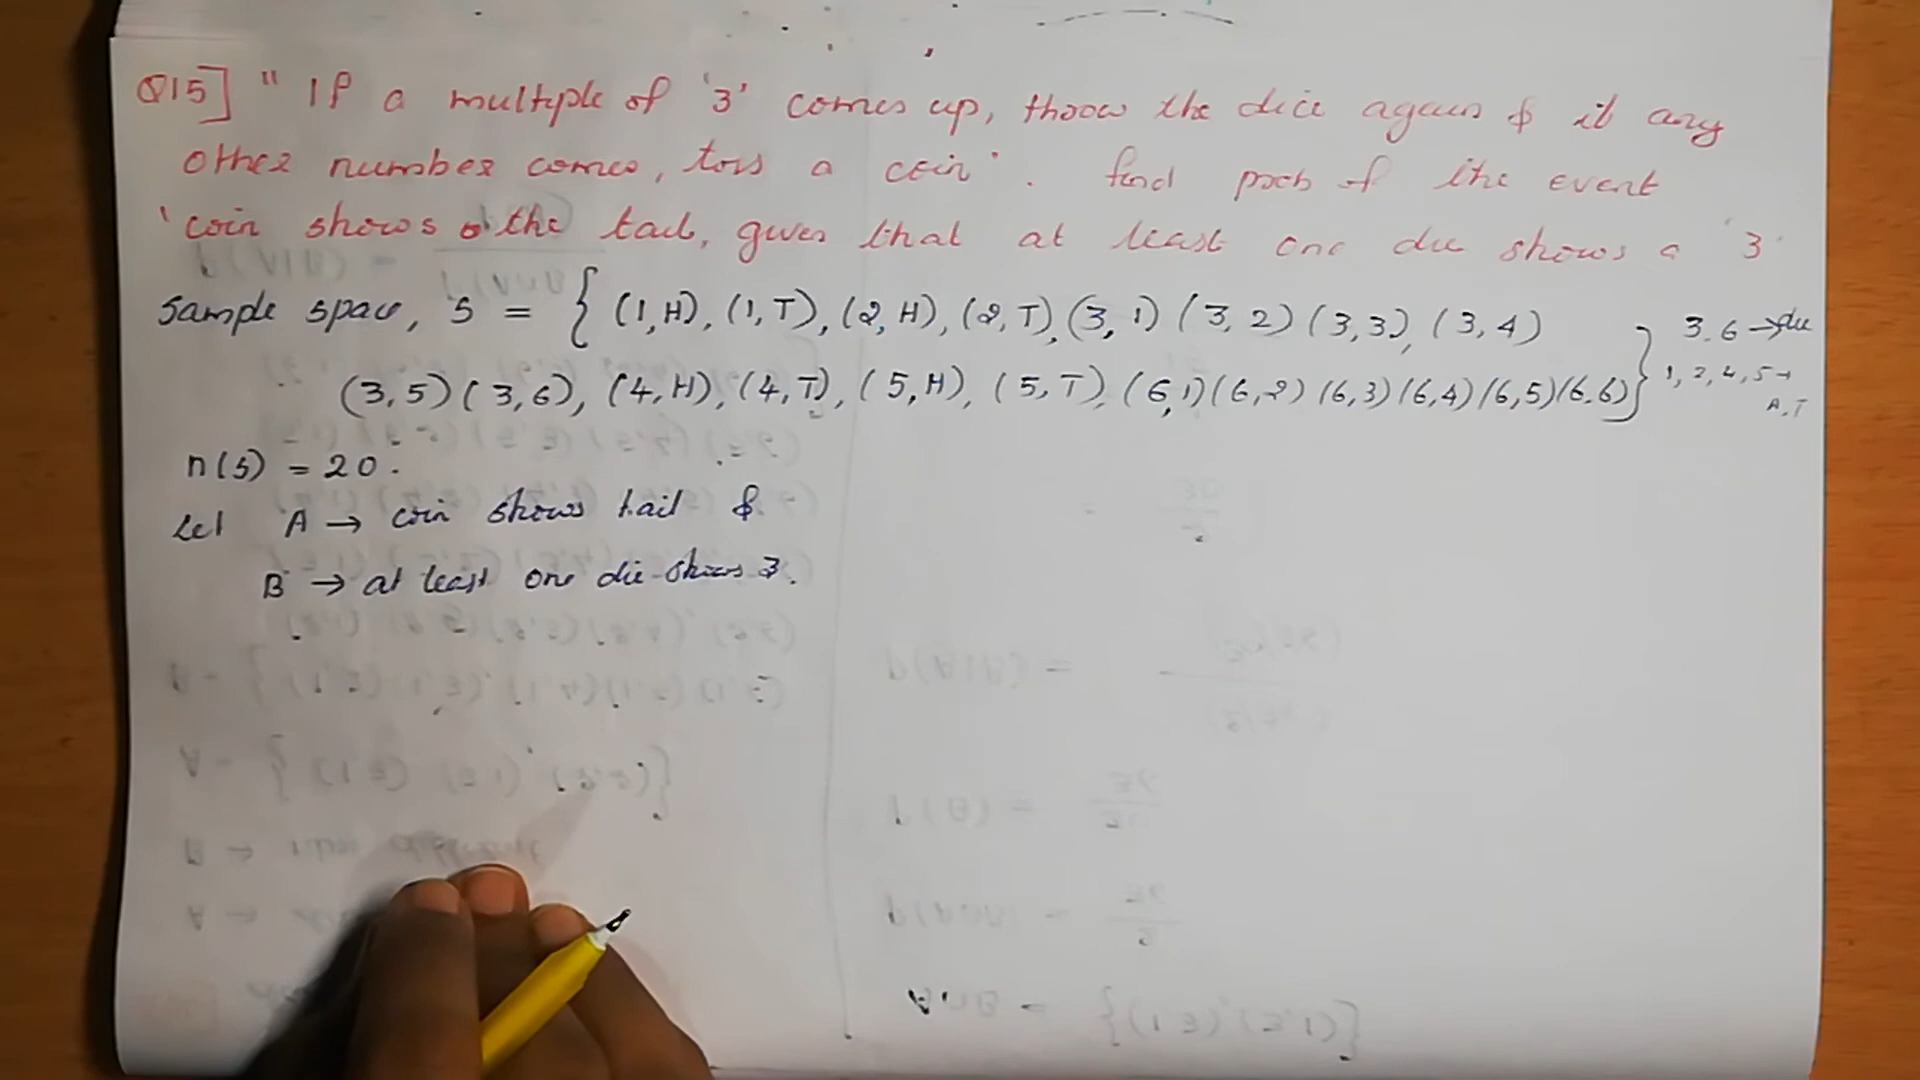 Q15] " If a multiple of '3' comes up, throw the dice again & if any
other number comes, toss a coin". find prob of the event
'coin shows the tail, given that at least one die shows a '3'
Sample space, S = { (1,H), (1,T), (2,H), (2,T), (3,1) (3,2) (3,3), (3,4)
(3,5) (3,6), (4,H), (4,T), (5,H), (5,T), (6,1) (6,2) (6,3) (6,4) (6,5) (6,6) }
3,6 → die
1, 2, 4, 5 →
H,T
n(S) = 20.
Let A → coin shows tail &
B → at least one die shows 3.